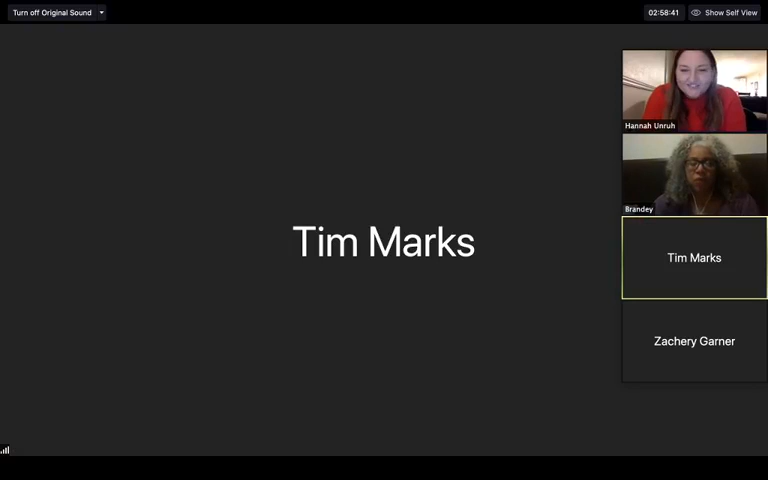 Turn off Original Sound
02:58:41
Show Self View
Tim Marks
Hannah Unruh
Brandey
Tim Marks
Zachery Garner